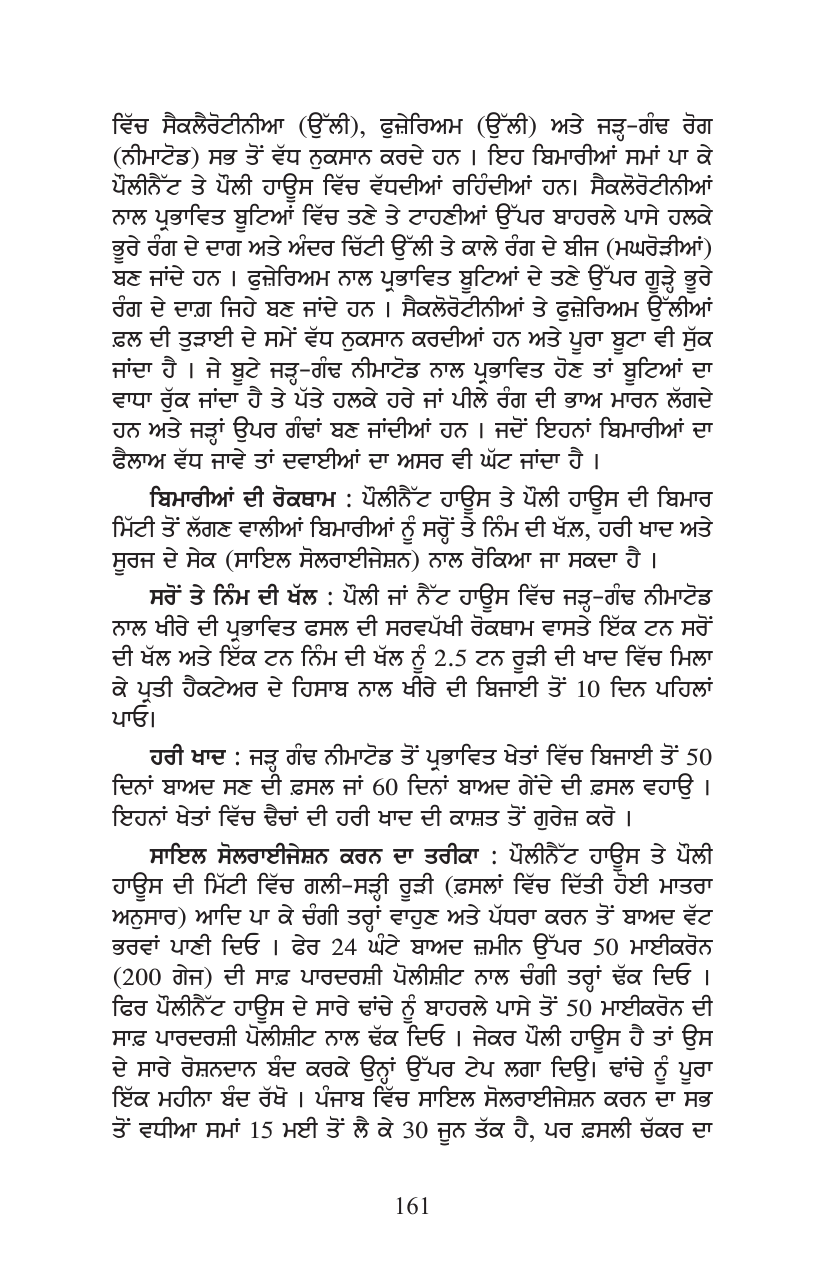 ਵਿੱਚ ਸੈਕਲੈਰੋਟੀਨੀਆ (ਉੱਲੀ), ਫੁਜ਼ੇਰਿਅਮ (ਉੱਲੀ) ਅਤੇ ਜੜ੍ਹ-ਗੰਢ ਰੋਗ
(ਨੀਮਾਟੋਡ) ਸਭ ਤੋਂ ਵੱਧ ਨੁਕਸਾਨ ਕਰਦੇ ਹਨ । ਇਹ ਬਿਮਾਰੀਆਂ ਸਮਾਂ ਪਾ ਕੇ
ਪੌਲੀਨੈੱਟ ਤੇ ਪੌਲੀ ਹਾਊਸ ਵਿੱਚ ਵੱਧਦੀਆਂ ਰਹਿੰਦੀਆਂ ਹਨ। ਸੈਕਲੋਰੋਟੀਨੀਆਂ
ਨਾਲ ਪ੍ਰਭਾਵਿਤ ਬੂਟਿਆਂ ਵਿੱਚ ਤਣੇ ਤੇ ਟਾਹਣੀਆਂ ਉੱਪਰ ਬਾਹਰਲੇ ਪਾਸੇ ਹਲਕੇ
ਭੂਰੇ ਰੰਗ ਦੇ ਦਾਗ ਅਤੇ ਅੰਦਰ ਚਿੱਟੀ ਉੱਲੀ ਤੇ ਕਾਲੇ ਰੰਗ ਦੇ ਬੀਜ (ਮਘਰੋੜੀਆਂ)
ਬਣ ਜਾਂਦੇ ਹਨ । ਫੁਜ਼ੇਰਿਅਮ ਨਾਲ ਪ੍ਰਭਾਵਿਤ ਬੂਟਿਆਂ ਦੇ ਤਣੇ ਉੱਪਰ ਗੂੜ੍ਹੇ ਭੂਰੇ
ਰੰਗ ਦੇ ਦਾਗ਼ ਜਿਹੇ ਬਣ ਜਾਂਦੇ ਹਨ । ਸੈਕਲੋਰੋਟੀਨੀਆਂ ਤੇ ਫੁਜ਼ੇਰਿਅਮ ਉੱਲੀਆਂ
ਫ਼ਲ ਦੀ ਤੁੜਾਈ ਦੇ ਸਮੇਂ ਵੱਧ ਨੁਕਸਾਨ ਕਰਦੀਆਂ ਹਨ ਅਤੇ ਪੂਰਾ ਬੂਟਾ ਵੀ ਸੁੱਕ
ਜਾਂਦਾ ਹੈ । ਜੇ ਬੂਟੇ ਜੜ੍ਹ-ਗੰਢ ਨੀਮਾਟੋਡ ਨਾਲ ਪ੍ਰਭਾਵਿਤ ਹੋਣ ਤਾਂ ਬੂਟਿਆਂ ਦਾ
ਵਾਧਾ ਰੁੱਕ ਜਾਂਦਾ ਹੈ ਤੇ ਪੱਤੇ ਹਲਕੇ ਹਰੇ ਜਾਂ ਪੀਲੇ ਰੰਗ ਦੀ ਭਾਅ ਮਾਰਨ ਲੱਗਦੇ
ਹਨ ਅਤੇ ਜੜ੍ਹਾਂ ਉਪਰ ਗੰਢਾਂ ਬਣ ਜਾਂਦੀਆਂ ਹਨ । ਜਦੋਂ ਇਹਨਾਂ ਬਿਮਾਰੀਆਂ ਦਾ
ਫੈਲਾਅ ਵੱਧ ਜਾਵੇ ਤਾਂ ਦਵਾਈਆਂ ਦਾ ਅਸਰ ਵੀ ਘੱਟ ਜਾਂਦਾ ਹੈ ।
ਬਿਮਾਰੀਆਂ ਦੀ ਰੋਕਥਾਮ : ਪੌਲੀਨੈੱਟ ਹਾਊਸ ਤੇ ਪੌਲੀ ਹਾਊਸ ਦੀ ਬਿਮਾਰ
ਮਿੱਟੀ ਤੋਂ ਲੱਗਣ ਵਾਲੀਆਂ ਬਿਮਾਰੀਆਂ ਨੂੰ ਸਰ੍ਹੋਂ ਤੇ ਨਿੰਮ ਦੀ ਖੱਲ਼, ਹਰੀ ਖਾਦ ਅਤੇ
ਸੂਰਜ ਦੇ ਸੇਕ (ਸਾਇਲ ਸੋਲਰਾਈਜੇਸ਼ਨ) ਨਾਲ ਰੋਕਿਆ ਜਾ ਸਕਦਾ ਹੈ ।
ਸਰੋਂ ਤੇ ਨਿੰਮ ਦੀ ਖੱਲ : ਪੌਲੀ ਜਾਂ ਨੈੱਟ ਹਾਊਸ ਵਿੱਚ ਜੜ੍ਹ-ਗੰਢ ਨੀਮਾਟੋਡ
ਨਾਲ ਖੀਰੇ ਦੀ ਪ੍ਰਭਾਵਿਤ ਫਸਲ ਦੀ ਸਰਵਪੱਖੀ ਰੋਕਥਾਮ ਵਾਸਤੇ ਇੱਕ ਟਨ ਸਰੋਂ
ਦੀ ਖੱਲ ਅਤੇ ਇੱਕ ਟਨ ਨਿੰਮ ਦੀ ਖੱਲ ਨੂੰ 2.5 ਟਨ ਰੂੜੀ ਦੀ ਖਾਦ ਵਿੱਚ ਮਿਲਾ
ਕੇ ਪ੍ਰਤੀ ਹੈਕਟੇਅਰ ਦੇ ਹਿਸਾਬ ਨਾਲ ਖੀਰੇ ਦੀ ਬਿਜਾਈ ਤੋਂ 10 ਦਿਨ ਪਹਿਲਾਂ
ਪਾਓ।
ਹਰੀ ਖਾਦ : ਜੜ੍ਹ ਗੰਢ ਨੀਮਾਟੋਡ ਤੋਂ ਪ੍ਰਭਾਵਿਤ ਖੇਤਾਂ ਵਿੱਚ ਬਿਜਾਈ ਤੋਂ 50
ਦਿਨਾਂ ਬਾਅਦ ਸਣ ਦੀ ਫ਼ਸਲ ਜਾਂ 60 ਦਿਨਾਂ ਬਾਅਦ ਗੇਂਦੇ ਦੀ ਫ਼ਸਲ ਵਹਾਉ ।
ਇਹਨਾਂ ਖੇਤਾਂ ਵਿੱਚ ਢੈਚਾਂ ਦੀ ਹਰੀ ਖਾਦ ਦੀ ਕਾਸ਼ਤ ਤੋਂ ਗੁਰੇਜ਼ ਕਰੋ ।
ਸਾਇਲ ਸੋਲਰਾਈਜੇਸ਼ਨ ਕਰਨ ਦਾ ਤਰੀਕਾ : ਪੌਲੀਨੈੱਟ ਹਾਊਸ ਤੇ ਪੌਲੀ
ਹਾਊਸ ਦੀ ਮਿੱਟੀ ਵਿੱਚ ਗਲੀ-ਸੜ੍ਹੀ ਰੂੜੀ (ਫ਼ਸਲਾਂ ਵਿੱਚ ਦਿੱਤੀ ਹੋਈ ਮਾਤਰਾ
ਅਨੁਸਾਰ) ਆਦਿ ਪਾ ਕੇ ਚੰਗੀ ਤਰ੍ਹਾਂ ਵਾਹੁਣ ਅਤੇ ਪੱਧਰਾ ਕਰਨ ਤੋਂ ਬਾਅਦ ਵੱਟ
ਭਰਵਾਂ ਪਾਣੀ ਦਿਓ । ਫੇਰ 24 ਘੰਟੇ ਬਾਅਦ ਜ਼ਮੀਨ ਉੱਪਰ 50 ਮਾਈਕਰੋਨ
(200 ਗੇਜ) ਦੀ ਸਾਫ਼ ਪਾਰਦਰਸ਼ੀ ਪੋਲੀਸ਼ੀਟ ਨਾਲ ਚੰਗੀ ਤਰ੍ਹਾਂ ਢੱਕ ਦਿਓ ।
ਫਿਰ ਪੌਲੀਨੈੱਟ ਹਾਊਸ ਦੇ ਸਾਰੇ ਢਾਂਚੇ ਨੂੰ ਬਾਹਰਲੇ ਪਾਸੇ ਤੋਂ 50 ਮਾਈਕਰੋਨ ਦੀ
ਸਾਫ਼ ਪਾਰਦਰਸ਼ੀ ਪੋਲੀਸ਼ੀਟ ਨਾਲ ਢੱਕ ਦਿਓ । ਜੇਕਰ ਪੌਲੀ ਹਾਊਸ ਹੈ ਤਾਂ ਉਸ
ਦੇ ਸਾਰੇ ਰੋਸ਼ਨਦਾਨ ਬੰਦ ਕਰਕੇ ਉਨ੍ਹਾਂ ਉੱਪਰ ਟੇਪ ਲਗਾ ਦਿਉ। ਢਾਂਚੇ ਨੂੰ ਪੂਰਾ
ਇੱਕ ਮਹੀਨਾ ਬੰਦ ਰੱਖੋ । ਪੰਜਾਬ ਵਿੱਚ ਸਾਇਲ ਸੋਲਰਾਈਜੇਸ਼ਨ ਕਰਨ ਦਾ ਸਭ
ਤੋਂ ਵਧੀਆ ਸਮਾਂ 15 ਮਈ ਤੋਂ ਲੈ ਕੇ 30 ਜੂਨ ਤੱਕ ਹੈ, ਪਰ ਫ਼ਸਲੀ ਚੱਕਰ ਦਾ
161